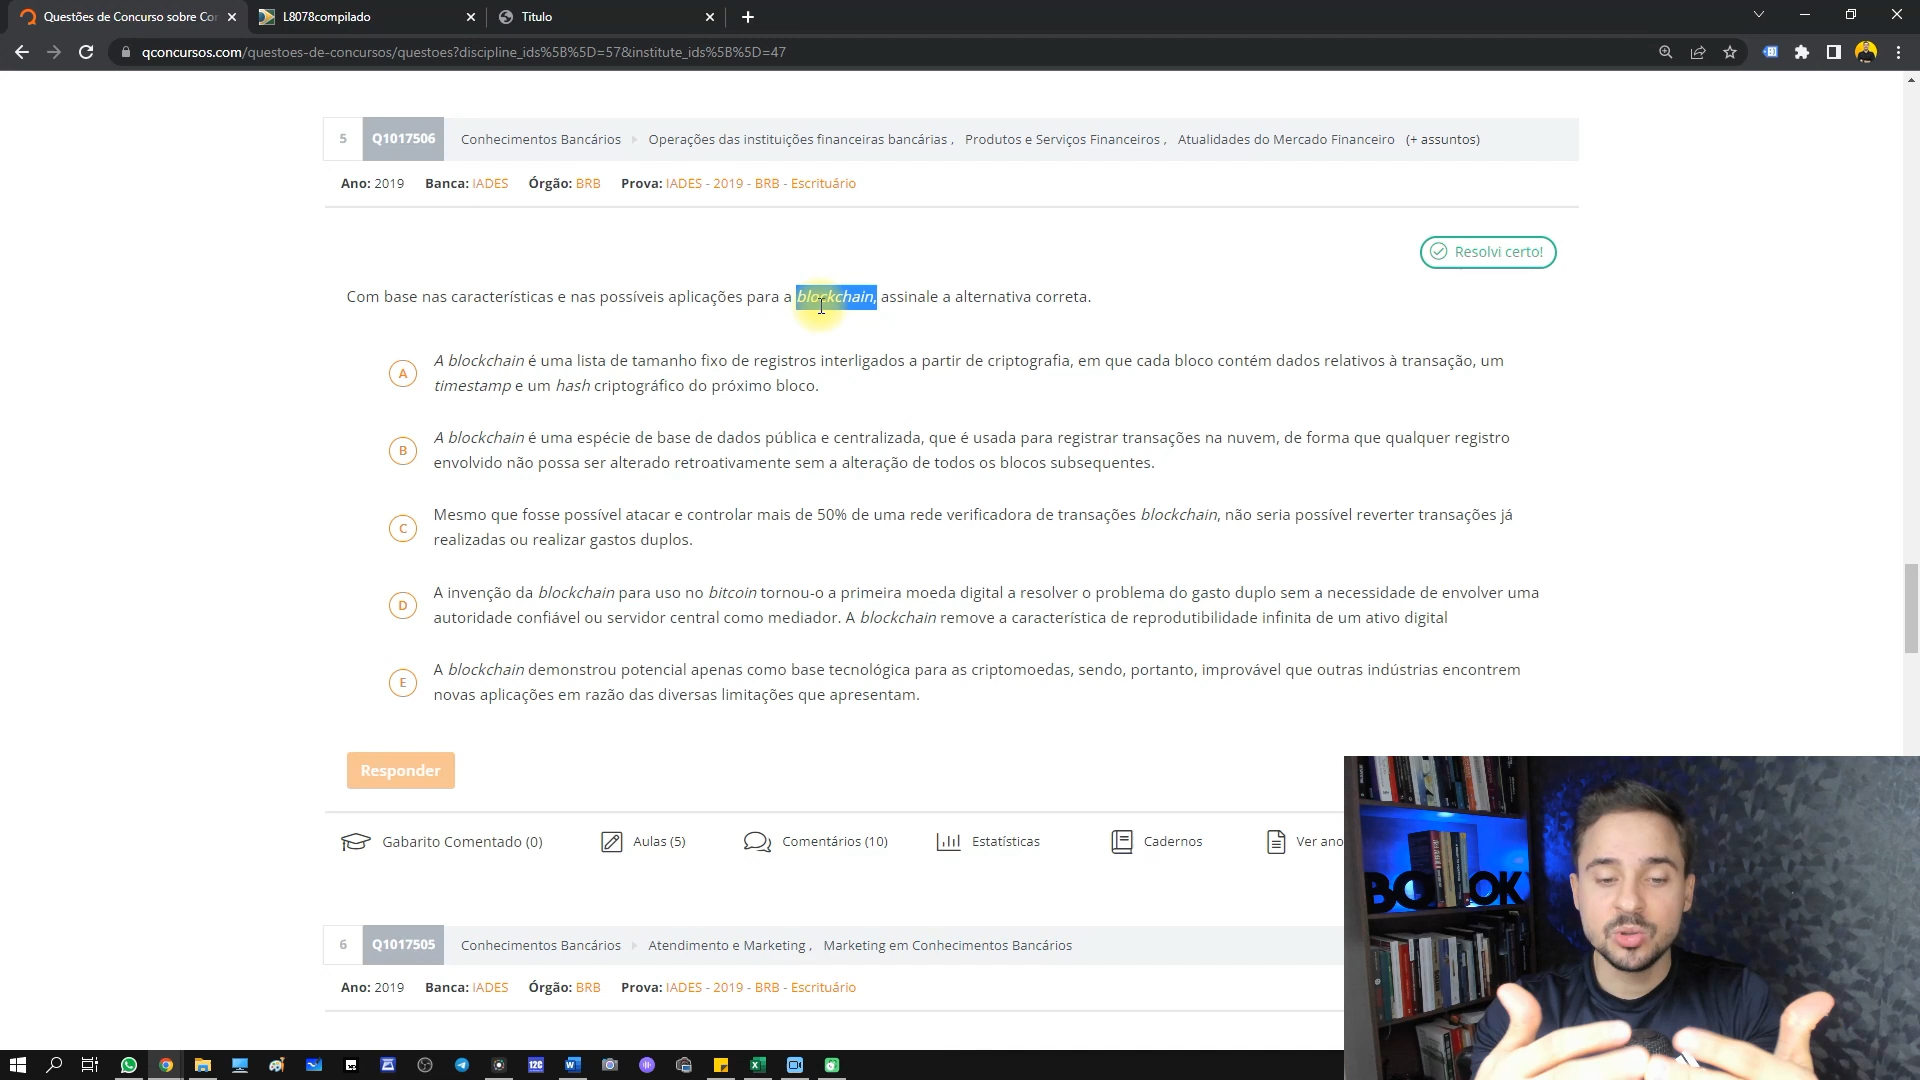 Questões de Concurso sobre Cor
L8078compilado
Titulo
qconcursos.com/questoes-de-concursos/questoes?discipline_ids%5B%5D=57&institute_ids%5B%5D=47
5 Q1017506 Conhecimentos Bancários Operações das instituições financeiras bancárias , Produtos e Serviços Financeiros , Atualidades do Mercado Financeiro (+ assuntos)
Ano: 2019 Banca: IADES Órgão: BRB Prova: IADES - 2019 - BRB - Escrituário
Resolvi certo!
Com base nas características e nas possíveis aplicações para a blockchain, assinale a alternativa correta.
A
A blockchain é uma lista de tamanho fixo de registros interligados a partir de criptografia, em que cada bloco contém dados relativos à transação, um
timestamp e um hash criptográfico do próximo bloco.
B
A blockchain é uma espécie de base de dados pública e centralizada, que é usada para registrar transações na nuvem, de forma que qualquer registro
envolvido não possa ser alterado retroativamente sem a alteração de todos os blocos subsequentes.
C
Mesmo que fosse possível atacar e controlar mais de 50% de uma rede verificadora de transações blockchain, não seria possível reverter transações já
realizadas ou realizar gastos duplos.
D
A invenção da blockchain para uso no bitcoin tornou-o a primeira moeda digital a resolver o problema do gasto duplo sem a necessidade de envolver uma
autoridade confiável ou servidor central como mediador. A blockchain remove a característica de reprodutibilidade infinita de um ativo digital
E
A blockchain demonstrou potencial apenas como base tecnológica para as criptomoedas, sendo, portanto, improvável que outras indústrias encontrem
novas aplicações em razão das diversas limitações que apresentam.
Responder
Gabarito Comentado (0) Aulas (5) Comentários (10) Estatísticas Cadernos Ver ano
BOOK
6 Q1017505 Conhecimentos Bancários Atendimento e Marketing , Marketing em Conhecimentos Bancários
Ano: 2019 Banca: IADES Órgão: BRB Prova: IADES - 2019 - BRB - Escrituário
12C